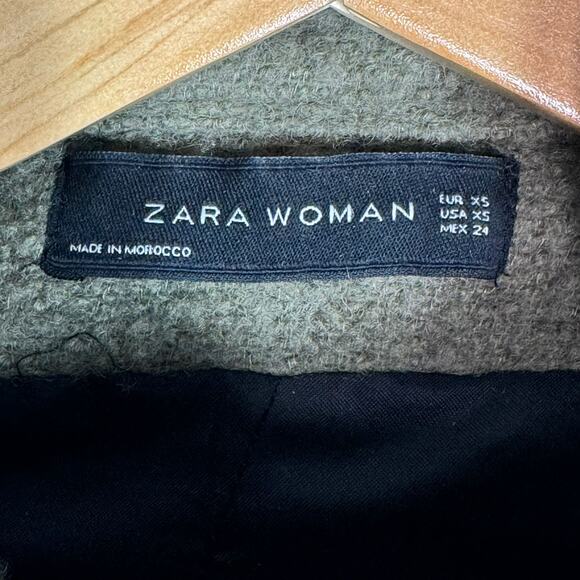 ZARA WOMAN
EUR XS
USA XS
MEX 24
MADE IN MOROCCO